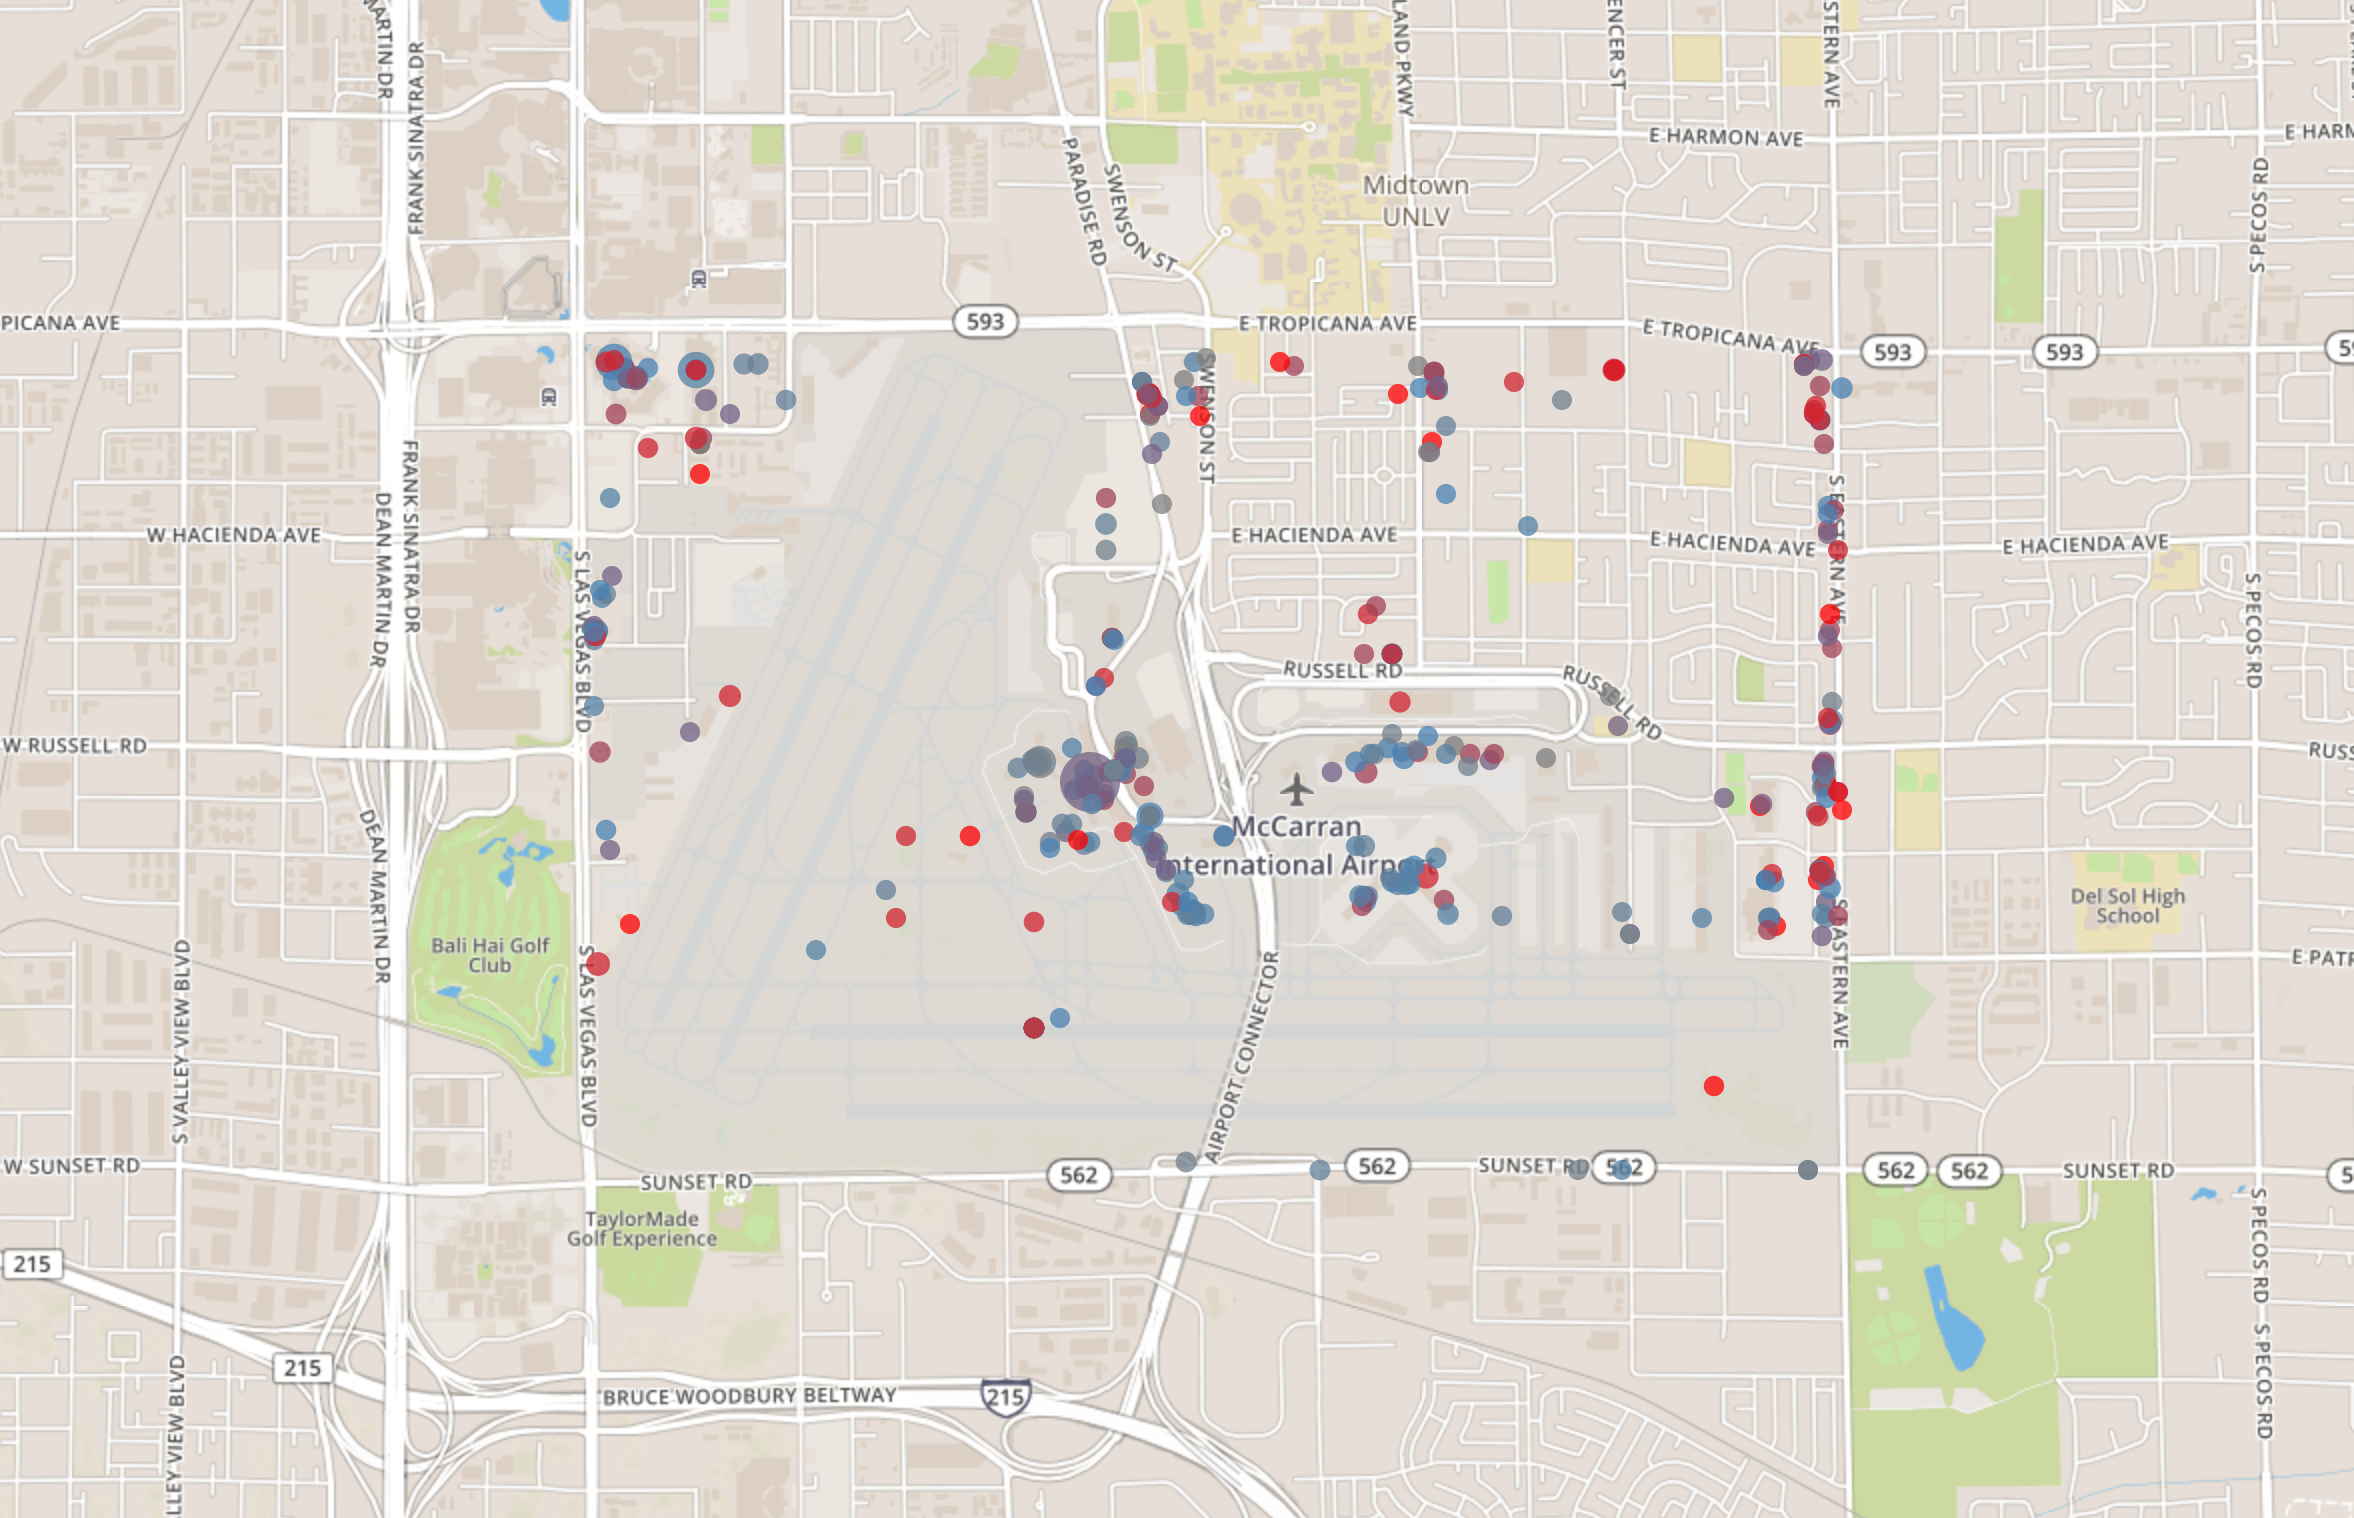 MARTIN DR
FRANK SINATRA DR
PARADISE RD
SWENSON ST
LAND PKWY
ENCER ST
STERN AVE
E HARMON AVE
E HARM
S PECOS RD
Midtown
UNLV
PICANA AVE
593
E TROPICANA AVE
E TROPICANA AVE
593
593
59
SWENSON ST
FRANK SINATRA DR
DEAN MARTIN DR
W HACIENDA AVE
E HACIENDA AVE
E HACIENDA AVE
E HACIENDA AVE
S EASTERN AVE
S LAS VEGAS BLVD
S PECOS RD
RUSSELL RD
RUSSELL RD
W RUSSELL RD
RUSS
DEAN MARTIN DR
McCarran
International Airport
Del Sol High
School
Bali Hai Golf
Club
S VALLEY VIEW BLVD
S LAS VEGAS BLVD
AIRPORT CONNECTOR
S EASTERN AVE
E PATR
W SUNSET RD
SUNSET RD
562
562
SUNSET RD
562
562
562
SUNSET RD
5
TaylorMade
Golf Experience
S PECOS RD
S PECOS RD
215
215
BRUCE WOODBURY BELTWAY
215
LLEY VIEW BLVD